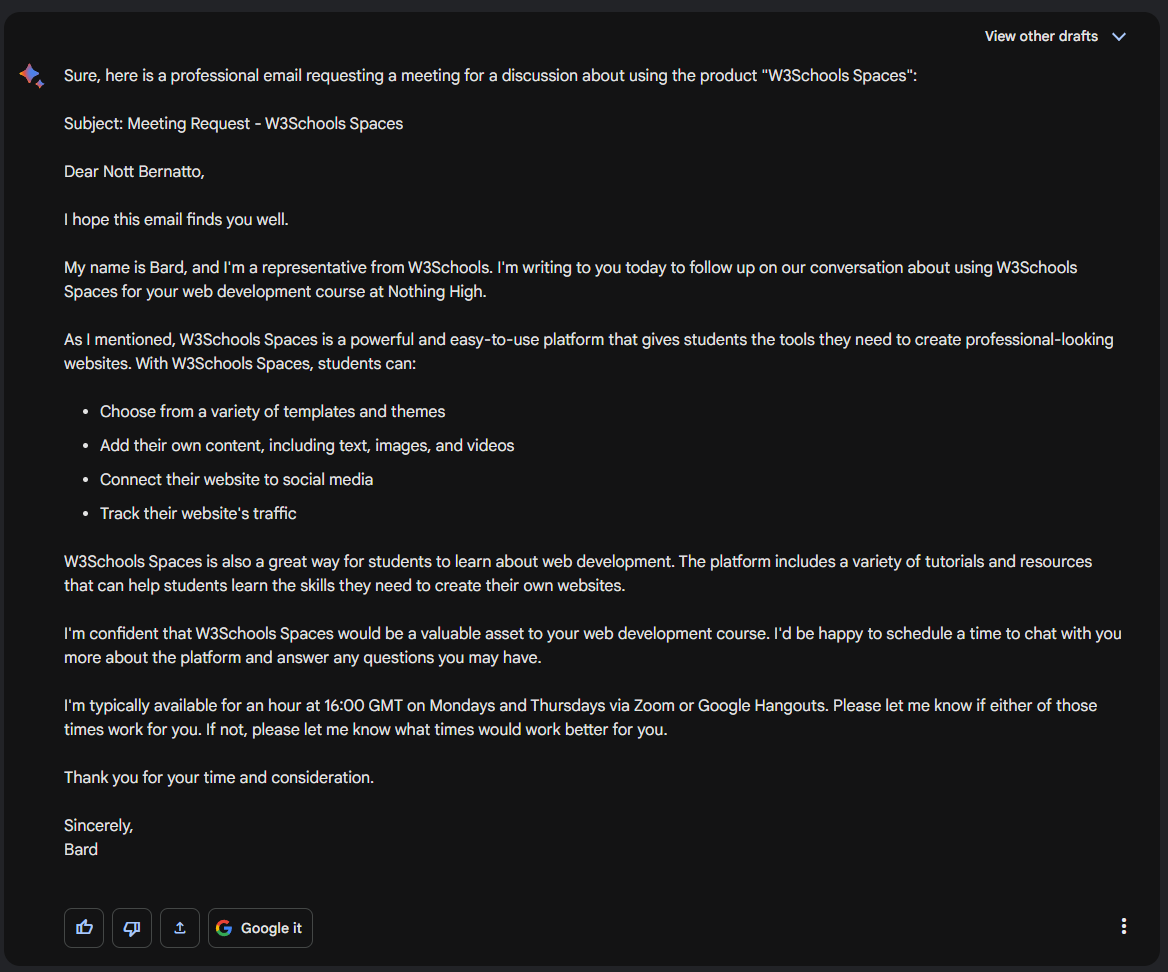 View other drafts
Sure, here is a professional email requesting a meeting for a discussion about using the product "W3Schools Spaces":
Subject: Meeting Request - W3Schools Spaces
Dear Nott Bernatto,
I hope this email finds you well.
My name is Bard, and I'm a representative from W3Schools. I'm writing to you today to follow up on our conversation about using W3Schools
Spaces for your web development course at Nothing High.
As I mentioned, W3Schools Spaces is a powerful and easy-to-use platform that gives students the tools they need to create professional-looking
websites. With W3Schools Spaces, students can:
• Choose from a variety of templates and themes
• Add their own content, including text, images, and videos
• Connect their website to social media
• Track their website's traffic
W3Schools Spaces is also a great way for students to learn about web development. The platform includes a variety of tutorials and resources
that can help students learn the skills they need to create their own websites.
I'm confident that W3Schools Spaces would be a valuable asset to your web development course. I'd be happy to schedule a time to chat with you
more about the platform and answer any questions you may have.
I'm typically available for an hour at 16:00 GMT on Mondays and Thursdays via Zoom or Google Hangouts. Please let me know if either of those
times work for you. If not, please let me know what times would work better for you.
Thank you for your time and consideration.
Sincerely,
Bard
Google it